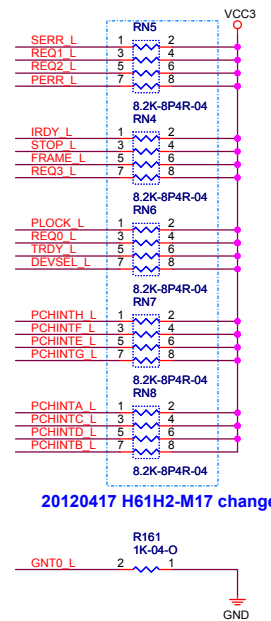 VCC3
RN5
SERR_L 1 2
REQ1_L 3 4
REQ2_L 5 6
PERR_L 7 8
8.2K-8P4R-04
RN4
IRDY_L 1 2
STOP_L 3 4
FRAME_L 5 6
REQ3_L 7 8
8.2K-8P4R-04
RN6
PLOCK_L 1 2
REQ0_L 3 4
TRDY_L 5 6
DEVSEL_L 7 8
8.2K-8P4R-04
RN7
PCHINTH_L 1 2
PCHINTF_L 3 4
PCHINTE_L 5 6
PCHINTG_L 7 8
8.2K-8P4R-04
RN8
PCHINTA_L 1 2
PCHINTC_L 3 4
PCHINTD_L 5 6
PCHINTB_L 7 8
8.2K-8P4R-04
20120417 H61H2-M17 change
R161
1K-04-O
GNT0_L 2 1
GND